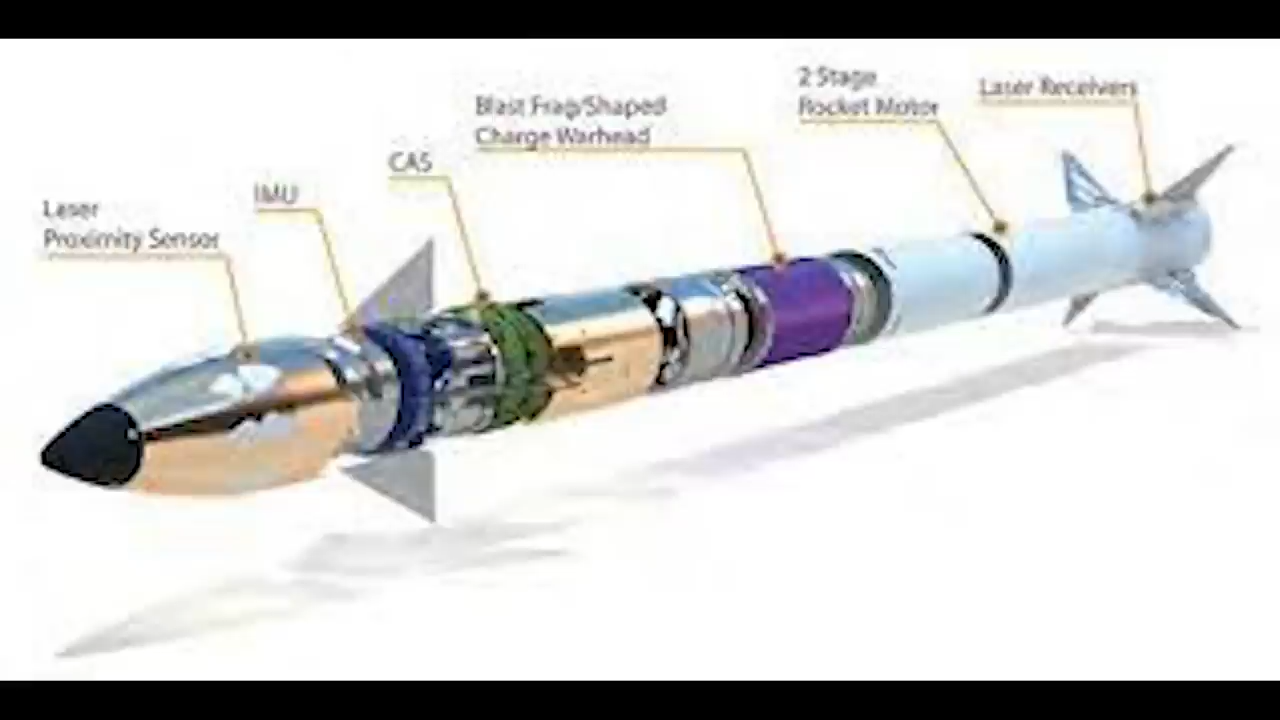 Laser
Proximity Sensor
IMU
CAS
Blast Frag/Shaped
Charge Warhead
2 Stage
Rocket Motor
Laser Receivers